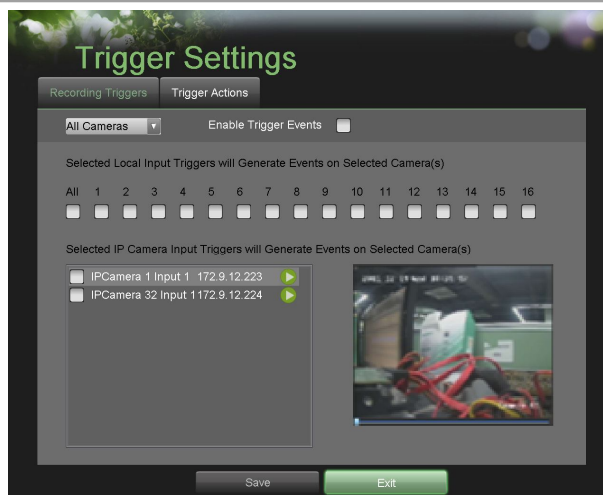 Trigger Settings
Recording Triggers Trigger Actions
All Cameras Enable Trigger Events
Selected Local Input Triggers will Generate Events on Selected Camera(s)
All 1 2 3 4 5 6 7 8 9 10 11 12 13 14 15 16
Selected IP Camera Input Triggers will Generate Events on Selected Camera(s)
IPCamera 1 Input 1 172.9.12.223
IPCamera 32 Input 1 172.9.12.224
Save Exit